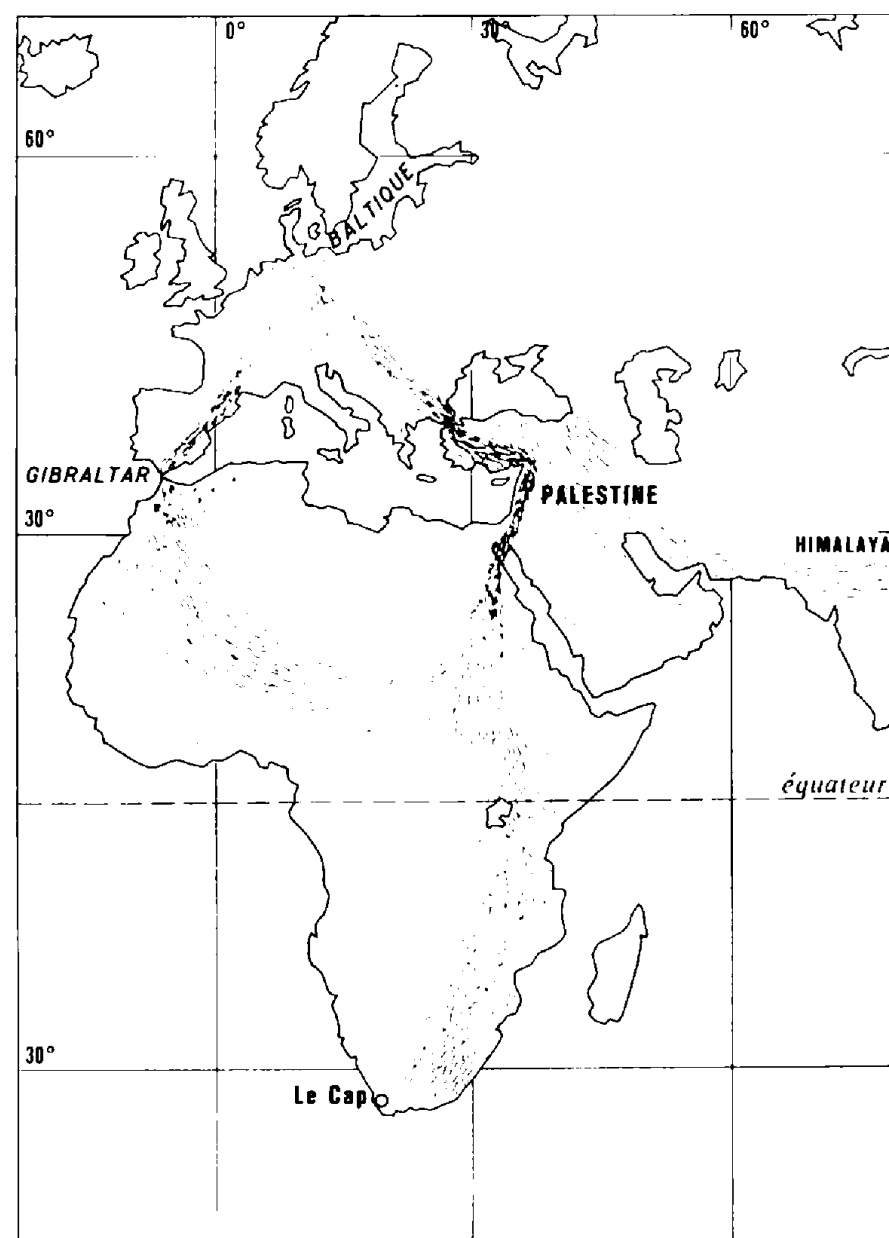 0°
30°
60°
60°
BALTIQUE
GIBRALTAR
PALESTINE
30°
HIMALAYA
équateur
30°
Le Cap